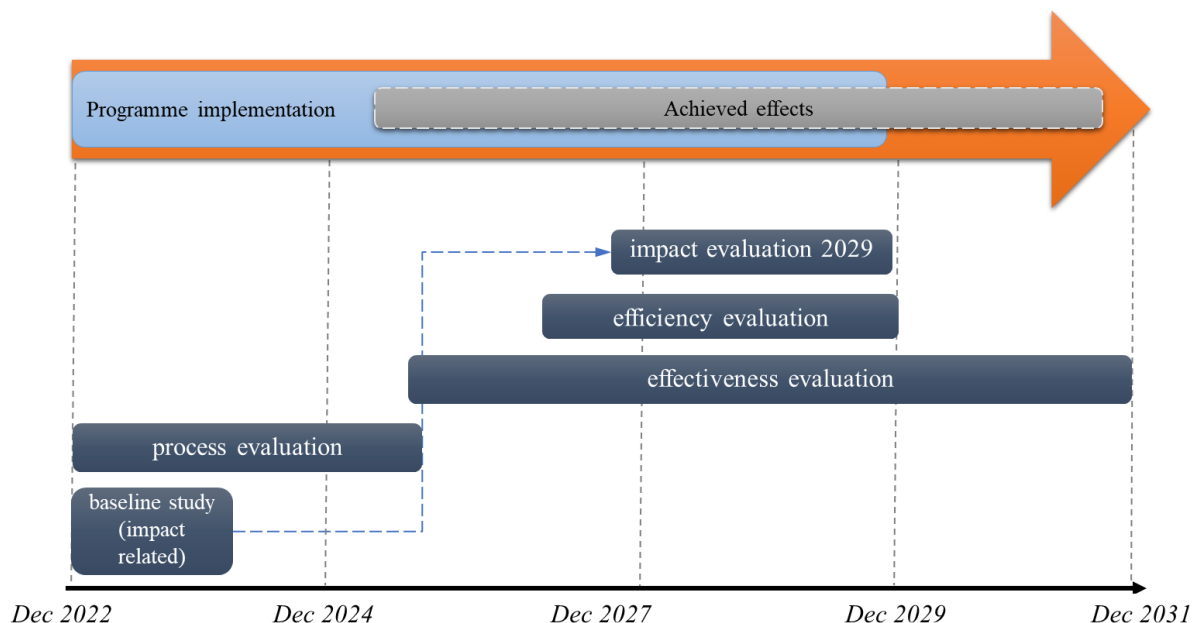 Programme implementation
Achieved effects
impact evaluation 2029
efficiency evaluation
effectiveness evaluation
process evaluation
baseline study
(impact
related)
Dec 2022
Dec 2024
Dec 2027
Dec 2029
Dec 2031